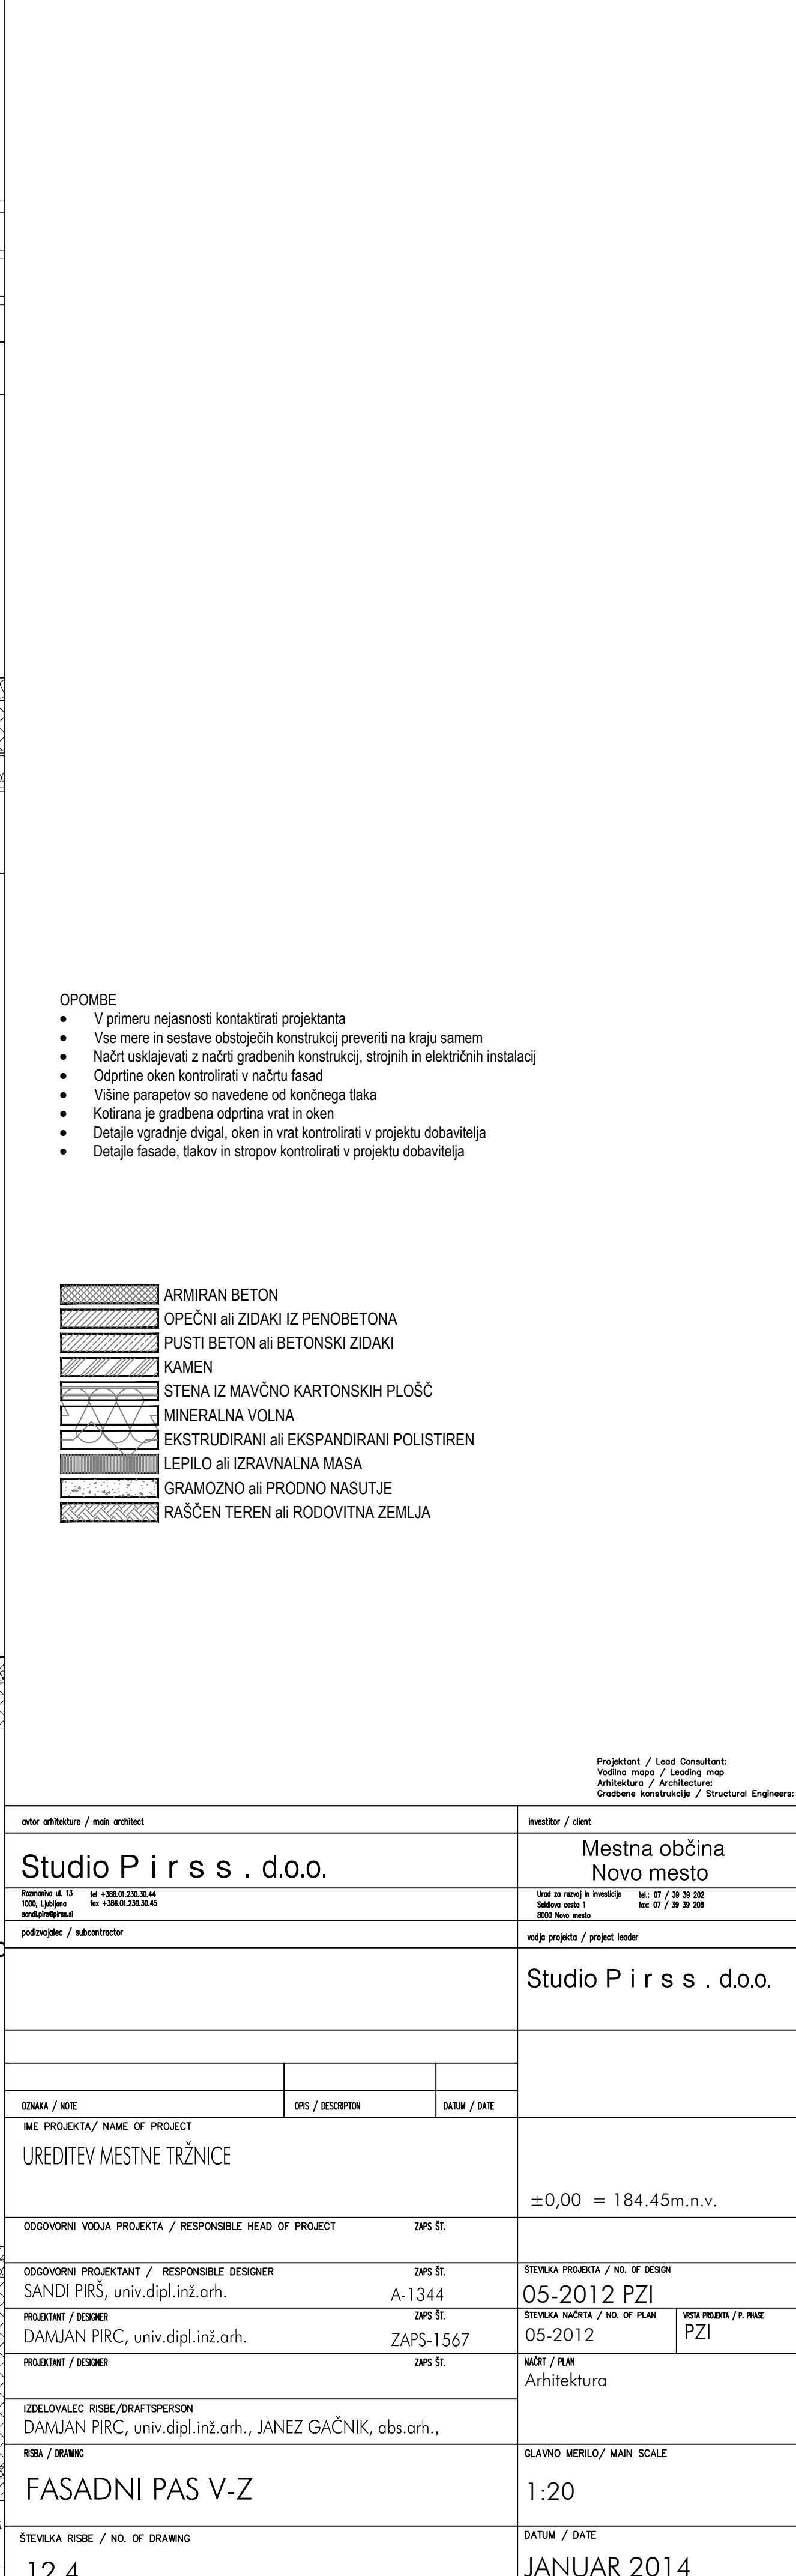 OPOMBE
• V primeru nejasnosti kontaktirati projektanta
• Vse mere in sestave obstoječih konstrukcij preveriti na kraju samem
• Načrt usklajevati z načrti gradbenih konstrukcij, strojnih in električnih instalacij
• Odprtine oken kontrolirati v načrtu fasad
• Višine parapetov so navedene od končnega tlaka
• Kotirana je gradbena odprtina vrat in oken
• Detajle vgradnje dvigal, oken in vrat kontrolirati v projektu dobavitelja
• Detajle fasade, tlakov in stropov kontrolirati v projektu dobavitelja
ARMIRAN BETON
OPEČNI ali ZIDAKI IZ PENOBETONA
PUSTI BETON ali BETONSKI ZIDAKI
KAMEN
STENA IZ MAVČNO KARTONSKIH PLOŠČ
MINERALNA VOLNA
EKSTRUDIRANI ali EKSPANDIRANI POLISTIREN
LEPILO ali IZRAVNALNA MASA
GRAMOZNO ali PRODNO NASUTJE
RAŠČEN TEREN ali RODOVITNA ZEMLJA
Projektant / Lead Consultant:
Vodilna mapa / Leading map
Arhitektura / Architecture:
Gradbene konstrukcije / Structural Engineers:
avtor arhitekture / main architect
investitor / client
Studio P i r s s . d.o.o.
Mestna občina
Novo mesto
Rozmaniva ul. 13 tel +386.01.230.30.44
1000, Ljubljana fax +386.01.230.30.45
sandi.pirs@pirss.si
Urad za razvoj in investicije tel.: 07 / 39 39 202
Seidlova cesta 1 fax: 07 / 39 39 208
8000 Novo mesto
podizvajalec / subcontractor
vodja projekta / project leader
Studio P i r s s . d.o.o.
OZNAKA / NOTE OPIS / DESCRIPTON DATUM / DATE
IME PROJEKTA/ NAME OF PROJECT
UREDITEV MESTNE TRŽNICE
±0,00 = 184.45m.n.v.
ODGOVORNI VODJA PROJEKTA / RESPONSIBLE HEAD OF PROJECT ZAPS ŠT.
ODGOVORNI PROJEKTANT / RESPONSIBLE DESIGNER ZAPS ŠT.
SANDI PIRŠ, univ.dipl.inž.arh. A-1344
ŠTEVILKA PROJEKTA / NO. OF DESIGN
05-2012 PZI
PROJEKTANT / DESIGNER ZAPS ŠT.
DAMJAN PIRC, univ.dipl.inž.arh. ZAPS-1567
ŠTEVILKA NAČRTA / NO. OF PLAN VRSTA PROJEKTA / P. PHASE
05-2012 PZI
PROJEKTANT / DESIGNER ZAPS ŠT.
NAČRT / PLAN
Arhitektura
IZDELOVALEC RISBE/DRAFTSPERSON
DAMJAN PIRC, univ.dipl.inž.arh., JANEZ GAČNIK, abs.arh.,
RISBA / DRAWING
FASADNI PAS V-Z
GLAVNO MERILO/ MAIN SCALE
1:20
ŠTEVILKA RISBE / NO. OF DRAWING
12.4
DATUM / DATE
JANUAR 2014